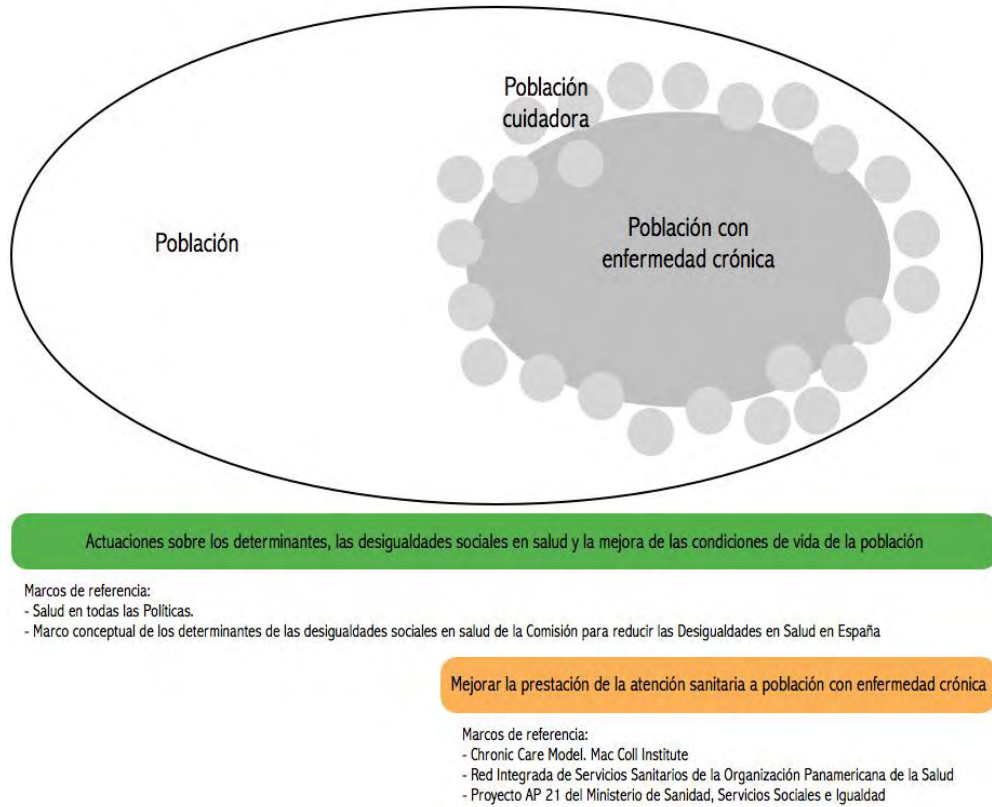 Población
cuidadora
Población
Población con
enfermedad crónica
Actuaciones sobre los determinantes, las desigualdades sociales en salud y la mejora de las condiciones de vida de la población
Marcos de referencia:
- Salud en todas las Políticas.
- Marco conceptual de los determinantes de las desigualdades sociales en salud de la Comisión para reducir las Desigualdades en Salud en España
Mejorar la prestación de la atención sanitaria a población con enfermedad crónica
Marcos de referencia:
- Chronic Care Model. Mac Coll Institute
- Red Integrada de Servicios Sanitarios de la Organización Panamericana de la Salud
- Proyecto AP 21 del Ministerio de Sanidad, Servicios Sociales e Igualdad